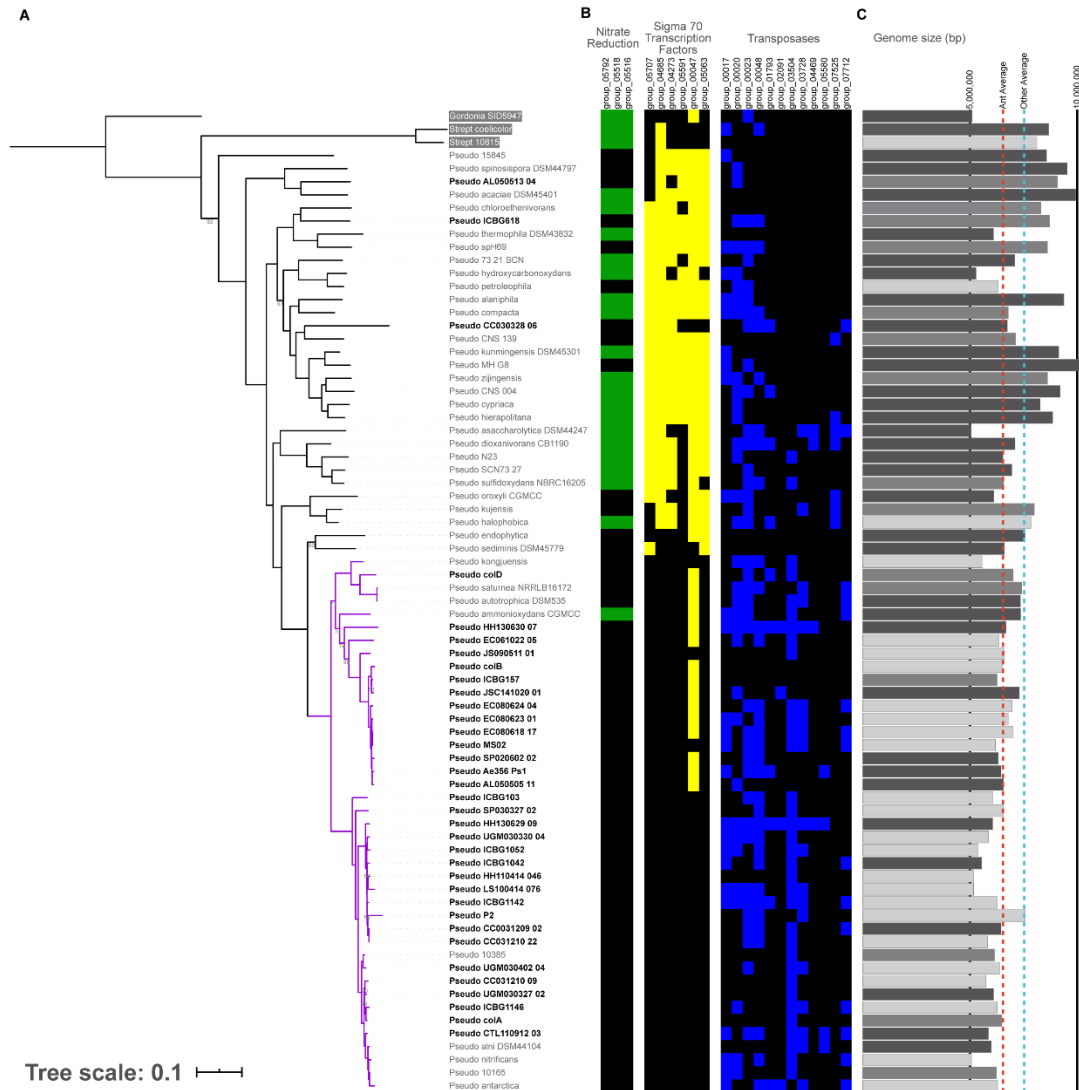 A
B
C
Nitrate
Reduction
Sigma 70
Transcription
Factors
Transposases
Genome size (bp)
group_05792
group_05518
group_05516
group_05707
group_04685
group_04273
group_05591
group_00047
group_05063
group_00017
group_00020
group_00023
group_00048
group_01793
group_02091
group_03504
group_03728
group_04469
group_05580
group_07525
group_07712
5,000,000
Ant Average
Other Average
10,000,000
Gordonia SID5947
Strept coelicolor
Strept 10815
Pseudo 15845
Pseudo spinosispora DSM44797
Pseudo AL050513 04
Pseudo acaciae DSM45401
Pseudo chloroethenivorans
Pseudo ICBG618
Pseudo thermophila DSM43832
Pseudo spH69
Pseudo 73 21 SCN
Pseudo hydroxycarbonoxydans
Pseudo petroleophila
Pseudo alaniphila
Pseudo compacta
Pseudo CC030328 06
Pseudo CNS 139
Pseudo kunmingensis DSM45301
Pseudo MH G8
Pseudo zijingensis
Pseudo CNS 004
Pseudo cypriaca
Pseudo hierapolitana
Pseudo asaccharolytica DSM44247
Pseudo dioxanivorans CB1190
Pseudo N23
Pseudo SCN73 27
Pseudo sulfidoxydans NBRC16205
Pseudo oroxyli CGMCC
Pseudo kujensis
Pseudo halophobica
Pseudo endophytica
Pseudo sediminis DSM45779
Pseudo kongjuensis
Pseudo colD
Pseudo saturnea NRRLB16172
Pseudo autotrophica DSM535
Pseudo ammonioxydans CGMCC
Pseudo HH130630 07
Pseudo EC061022 05
Pseudo JS090511 01
Pseudo colB
Pseudo ICBG157
Pseudo JSC141020 01
Pseudo EC080624 04
Pseudo EC080623 01
Pseudo EC080618 17
Pseudo MS02
Pseudo SP020602 02
Pseudo Ae356 Ps1
Pseudo AL050505 11
Pseudo ICBG103
Pseudo SP030327 02
Pseudo HH130629 09
Pseudo UGM030330 04
Pseudo ICBG1052
Pseudo ICBG1042
Pseudo HH110414 046
Pseudo LS100414 076
Pseudo ICBG1142
Pseudo P2
Pseudo CC0031209 02
Pseudo CC031210 22
Pseudo 10385
Pseudo UGM030402 04
Pseudo CC031210 09
Pseudo UGM030327 02
Pseudo ICBG1146
Pseudo colA
Pseudo CTL110912 03
Pseudo alni DSM44104
Pseudo nitrificans
Pseudo 10165
Pseudo antarctica
Tree scale: 0.1